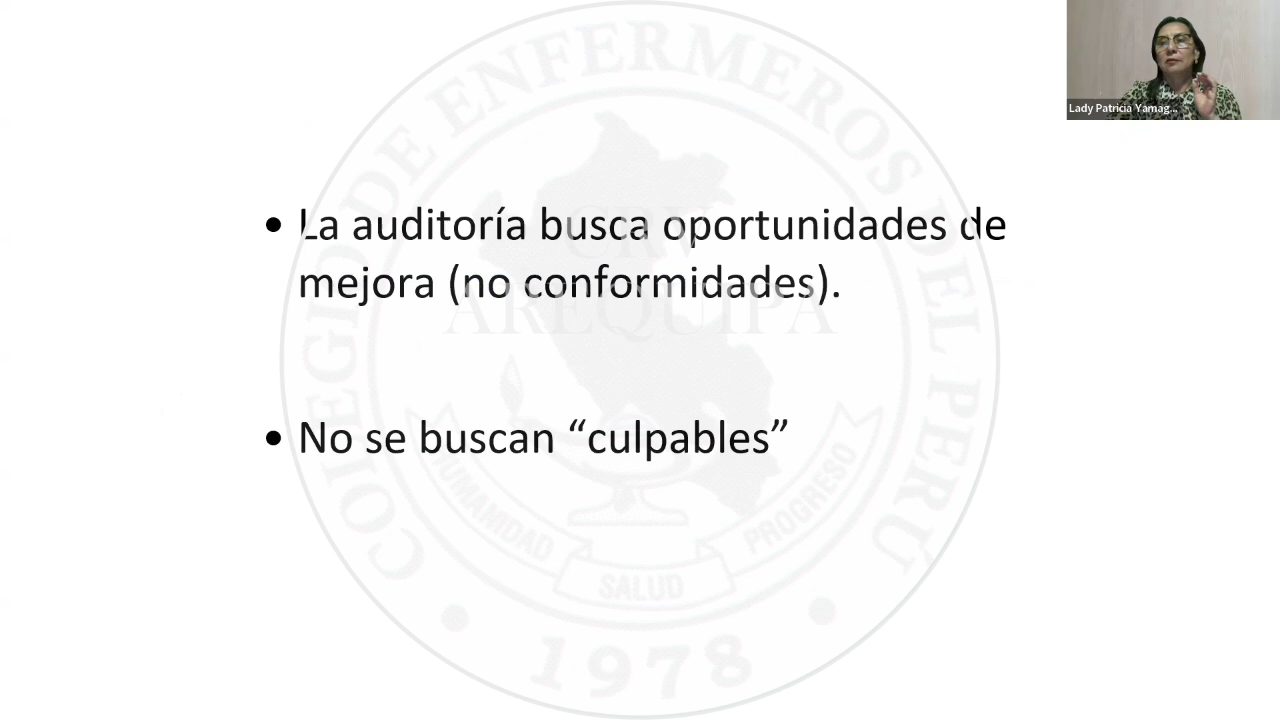 COLEGIO DE ENFERMEROS DEL PERÚ
Lady Patricia Yamag...
• La auditoría busca oportunidades de
mejora (no conformidades).
CRV
AREQUIPA
• No se buscan “culpables”
HUMANIDAD
SALUD
PROGRESO
• 1978 •